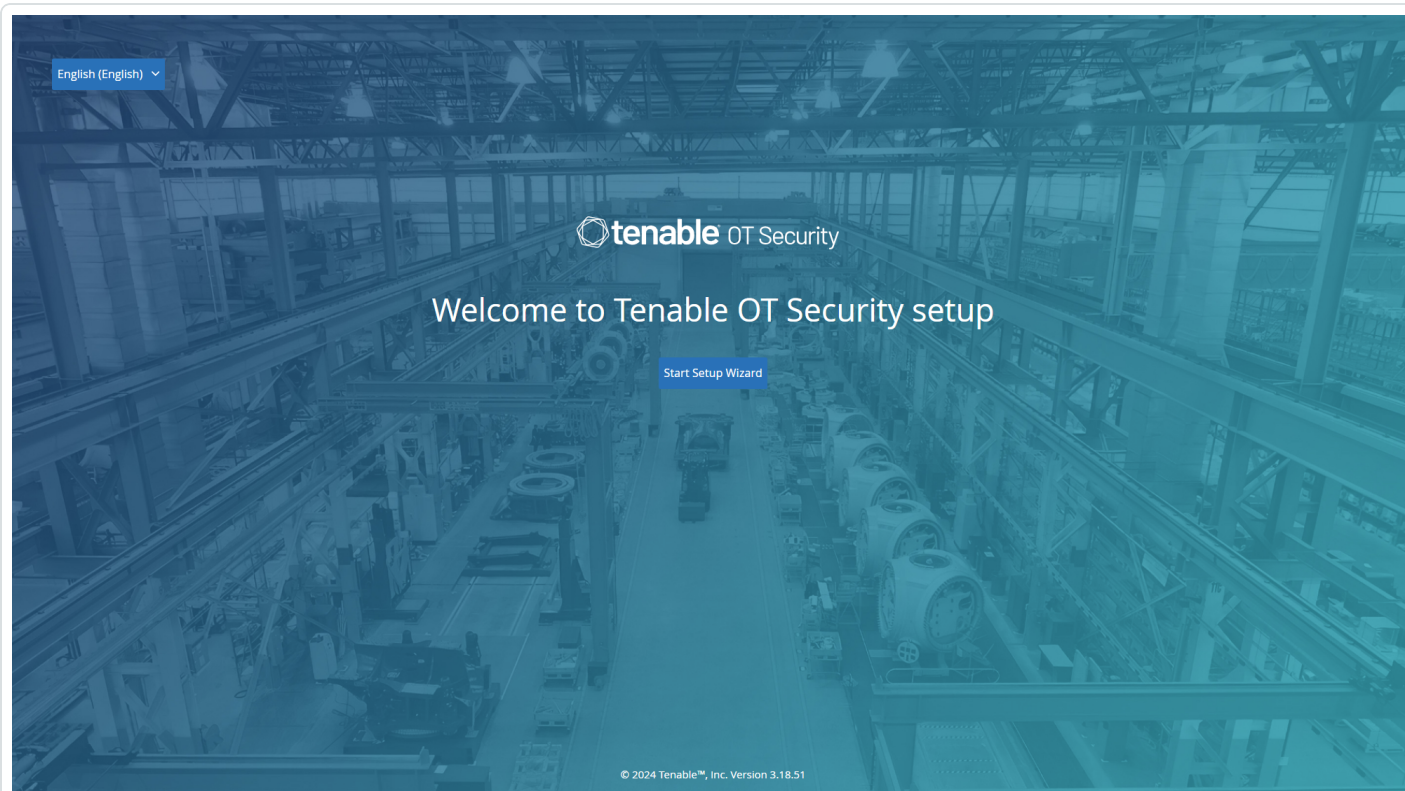 English (English)
tenable OT Security
Welcome to Tenable OT Security setup
Start Setup Wizard
© 2024 Tenable™, Inc. Version 3.18.51